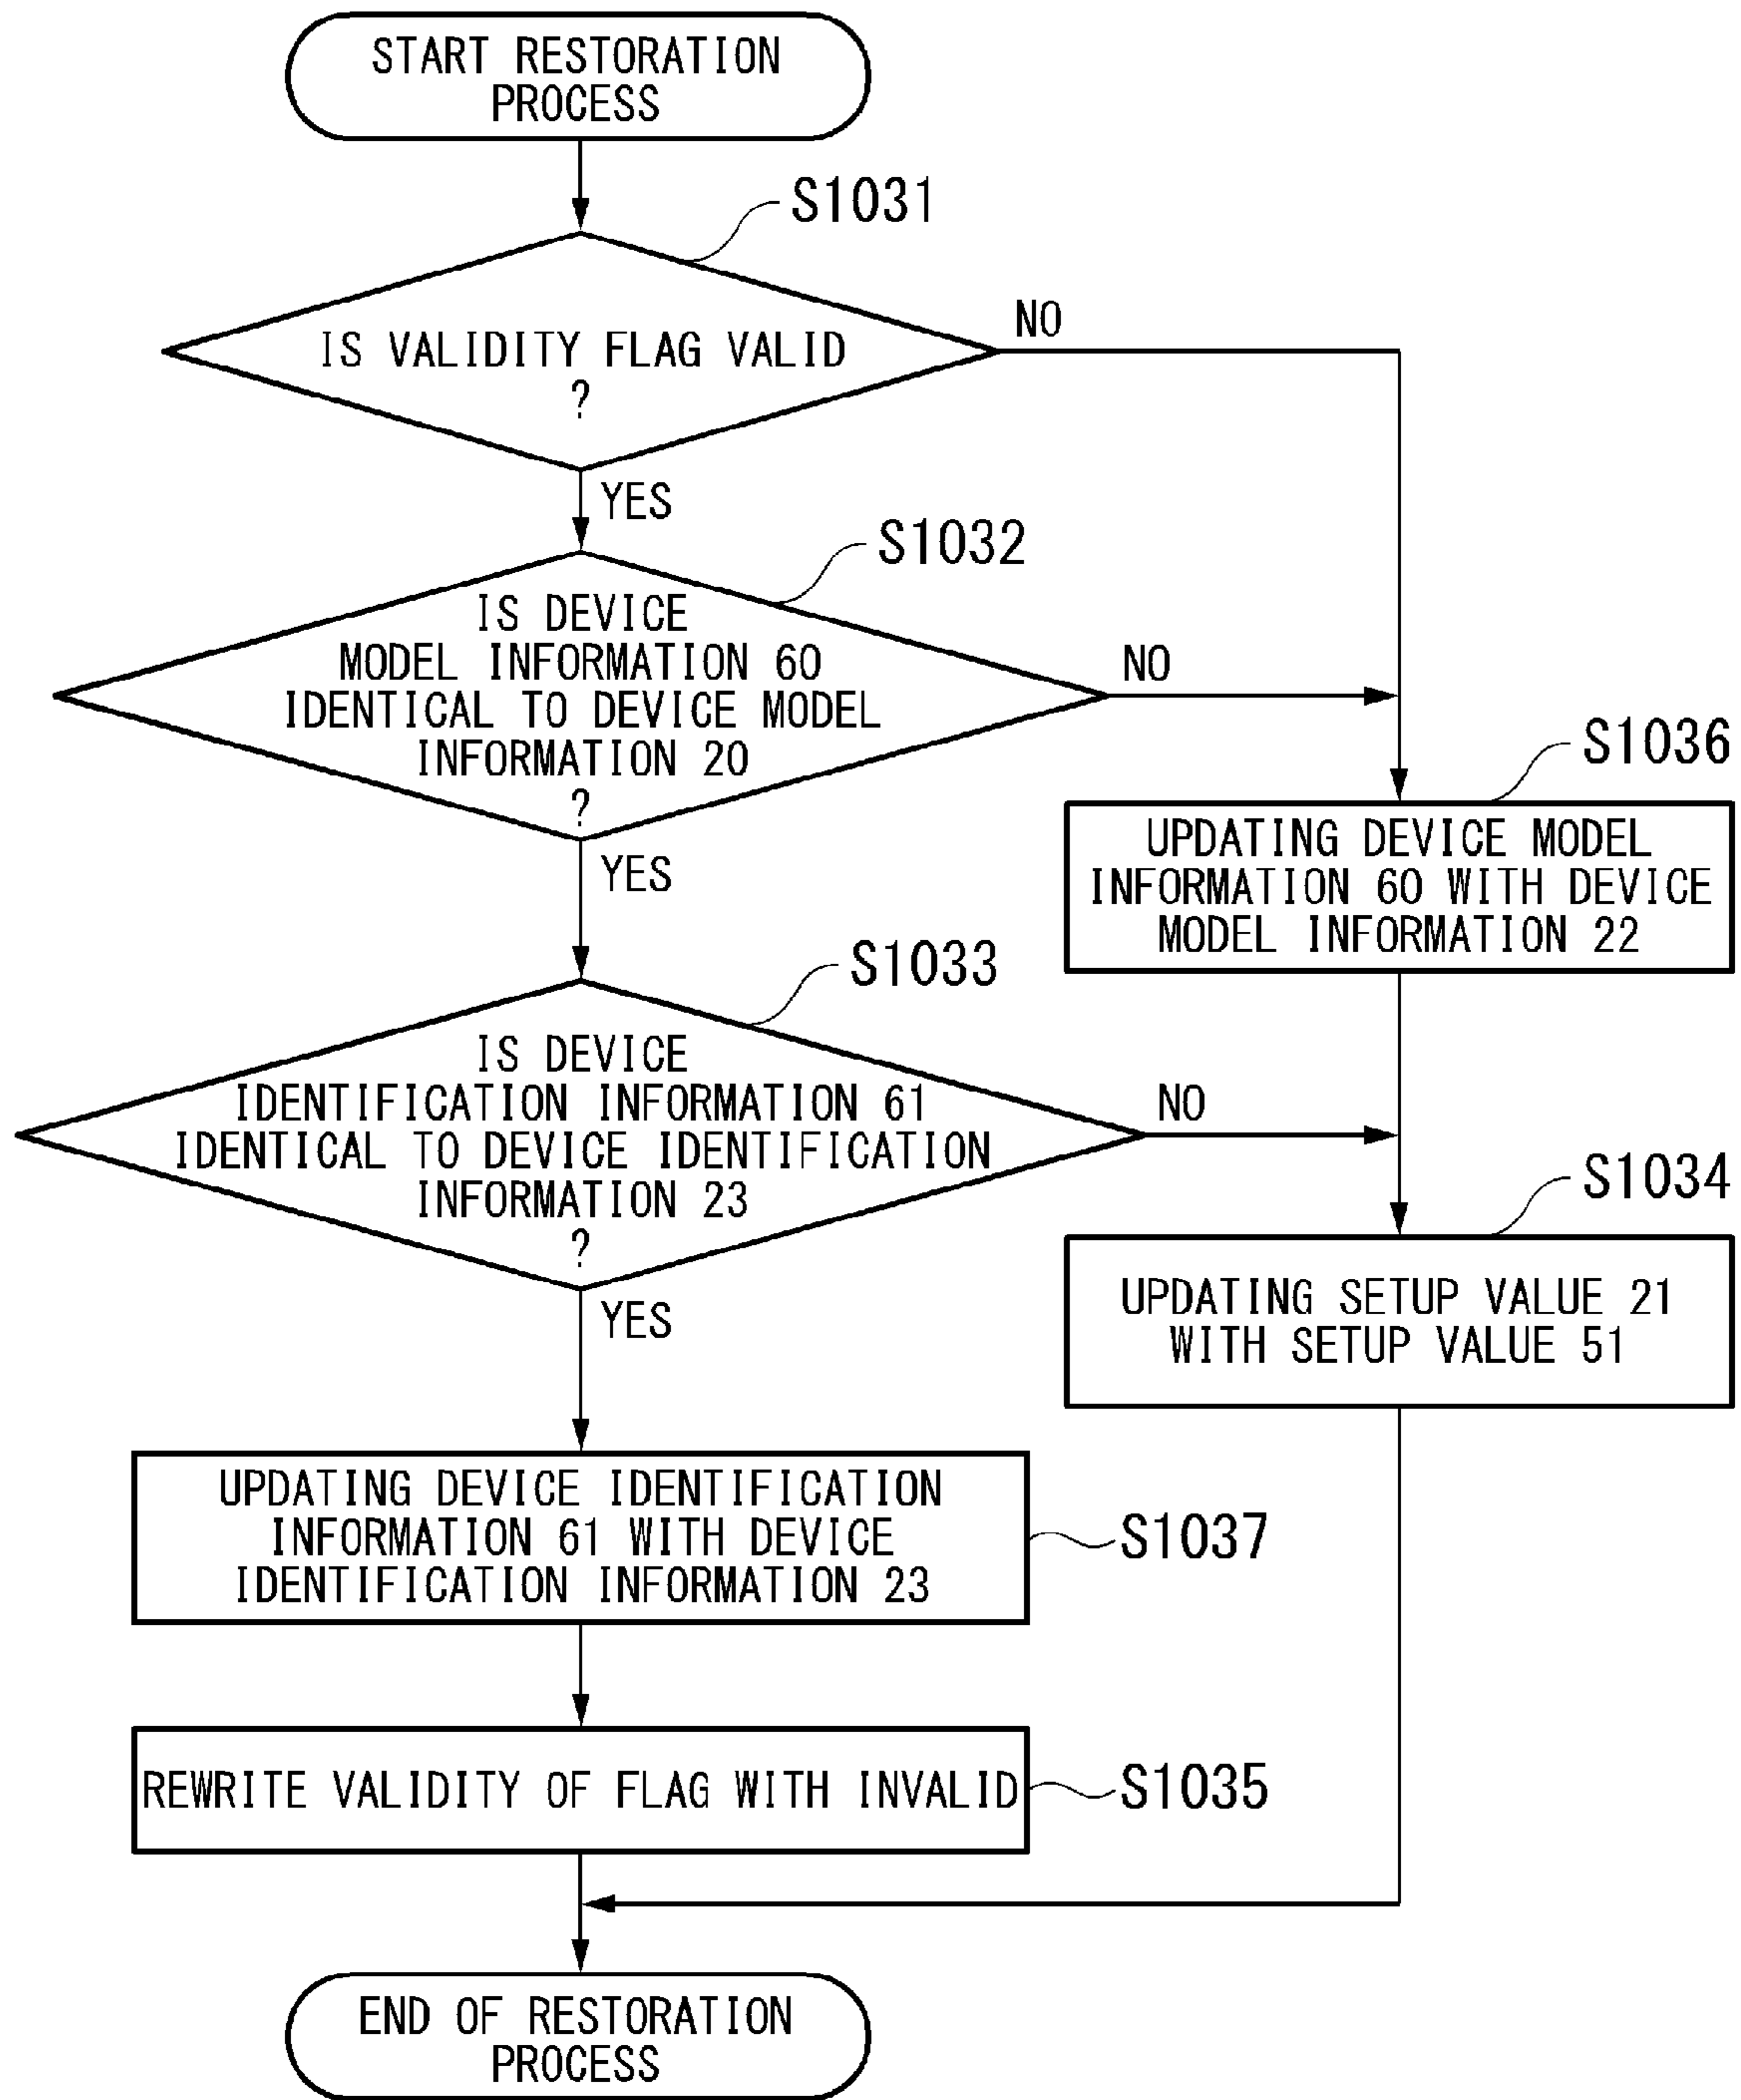 START RESTORATION
PROCESS
S1031
NO
IS VALIDITY FLAG VALID
?
YES
S1032
IS DEVICE
MODEL INFORMATION 60
IDENTICAL TO DEVICE MODEL
INFORMATION 20
?
NO
YES
S1036
UPDATING DEVICE MODEL
INFORMATION 60 WITH DEVICE
MODEL INFORMATION 22
S1033
IS DEVICE
IDENTIFICATION INFORMATION 61
IDENTICAL TO DEVICE IDENTIFICATION
INFORMATION 23
?
NO
YES
S1034
UPDATING SETUP VALUE 21
WITH SETUP VALUE 51
UPDATING DEVICE IDENTIFICATION
INFORMATION 61 WITH DEVICE
IDENTIFICATION INFORMATION 23
S1037
REWRITE VALIDITY OF FLAG WITH INVALID
S1035
END OF RESTORATION
PROCESS